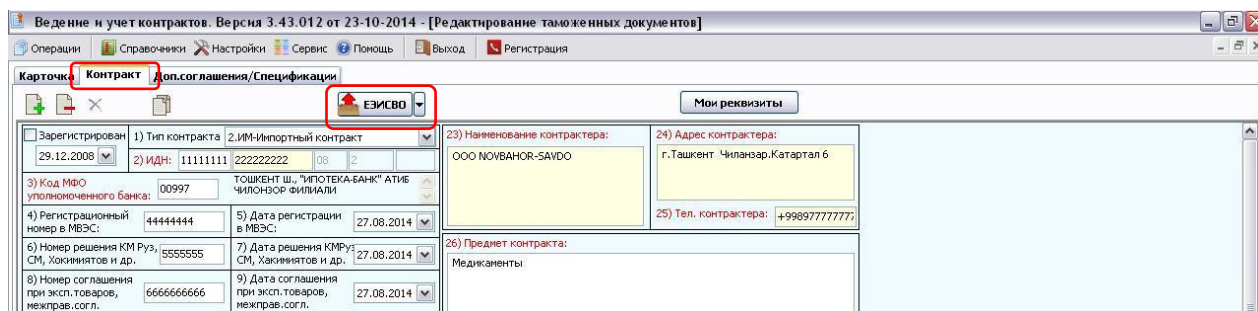 Ведение и учет контрактов. Версия 3.43.012 от 23-10-2014 - [Редактирование таможенных документов]
Операции Справочники Настройки Сервис Помощь Выход Регистрация
Карточка Контракт Доп.соглашения/Спецификации
ЕЭИСВО Мои реквизиты
Зарегистрирован 1) Тип контракта 2.ИМ-Импортный контракт
29.12.2008 2) ИДН: 11111111 222222222 08 2
3) Код МФО
уполномоченного банка: 00997 ТОШКЕНТ Ш., "ИПОТЕКА-БАНК" АТИБ
ЧИЛОНЗОР ФИЛИАЛИ
4) Регистрационный
номер в МВЭС: 44444444 5) Дата регистрации
в МВЭС: 27.08.2014
6) Номер решения КМ Руз,
СМ, Хокимиятов и др. 5555555 7) Дата решения КМРуз
СМ, Хакимиятов и др. 27.08.2014
8) Номер соглашения
при эксп.товаров,
межправ.согл. 6666666666 9) Дата соглашения
при эксп.товаров,
межправ.согл. 27.08.2014
23) Наименование контрактера:
ООО NOVBAHOR-SAVDO
24) Адрес контрактера:
г.Ташкент Чиланзар.Катартал 6
25) Тел. контрактера: +99897777777
26) Предмет контракта:
Медикаменты